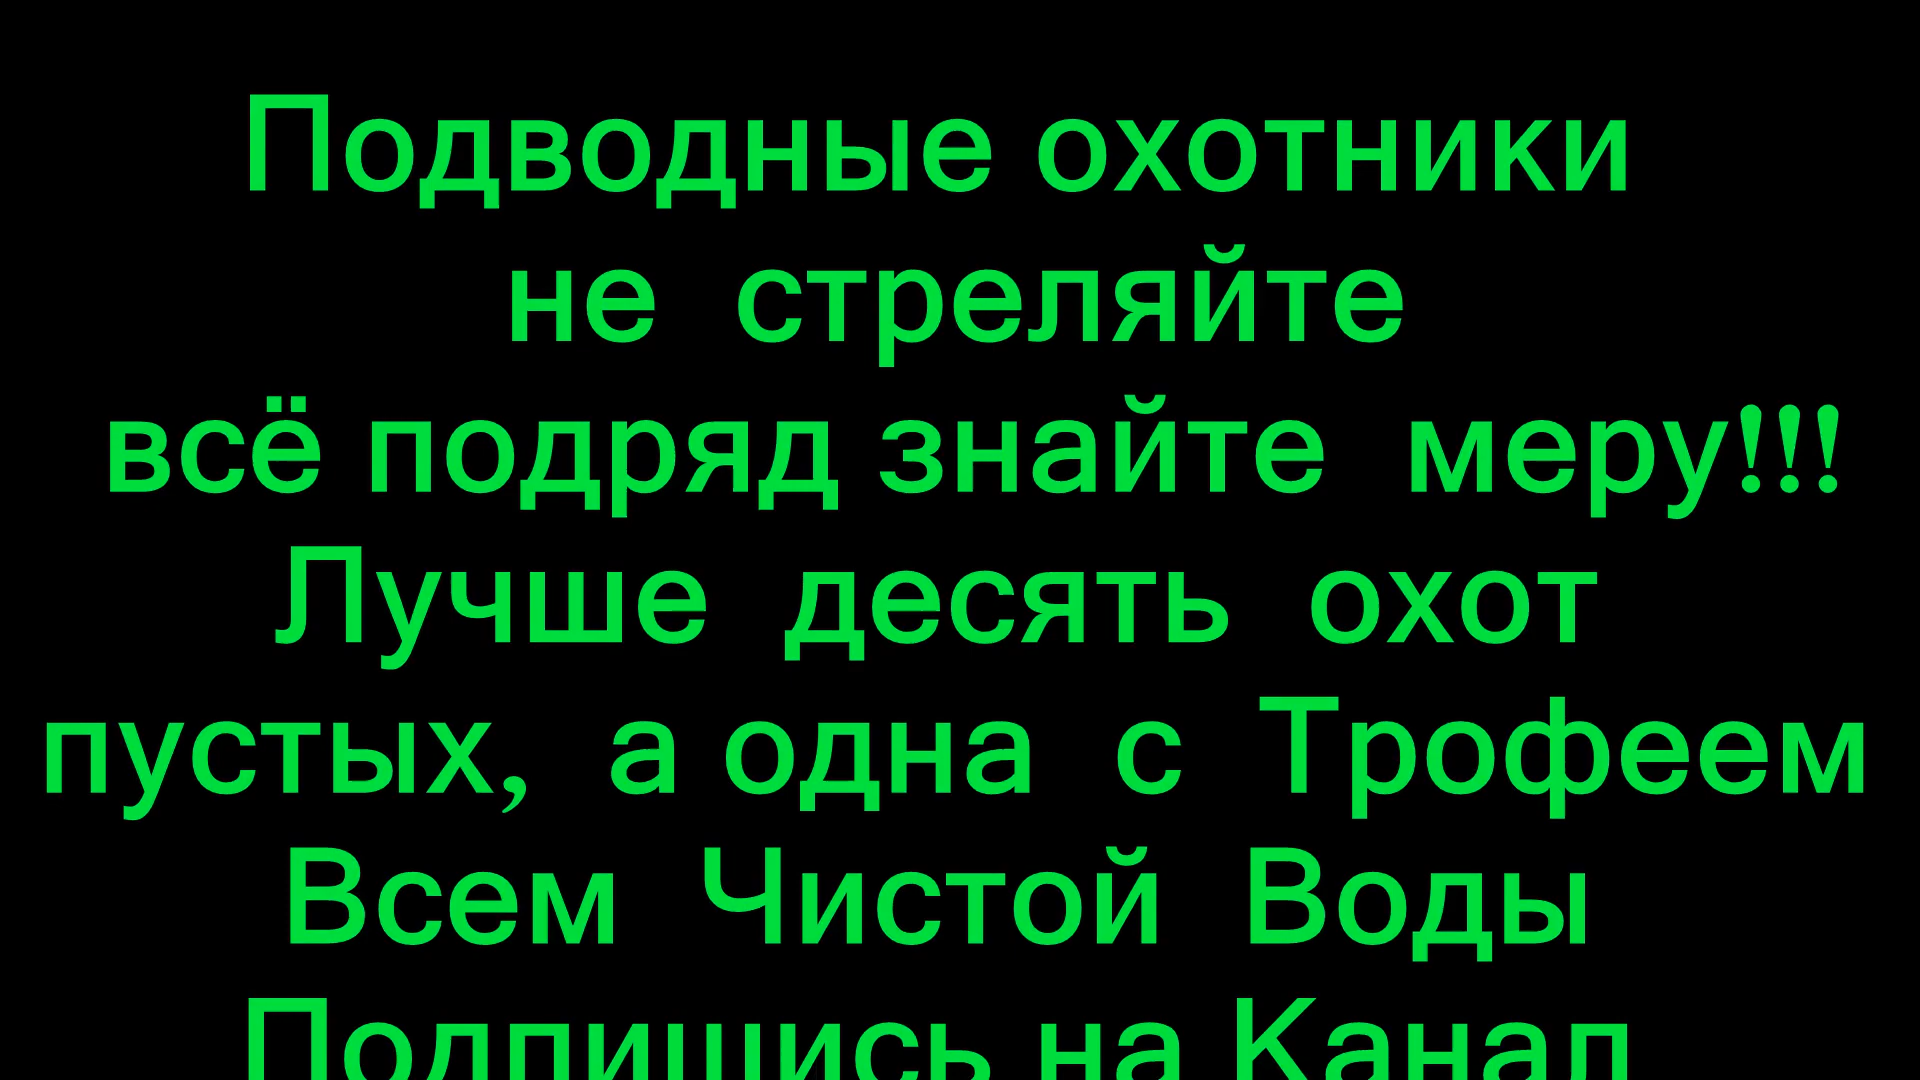 Подводные охотники
не стреляйте
всё подряд знайте меру!!!
Лучше десять охот
пустых, а одна с Трофеем
Всем Чистой Воды
Подпишись на Канал